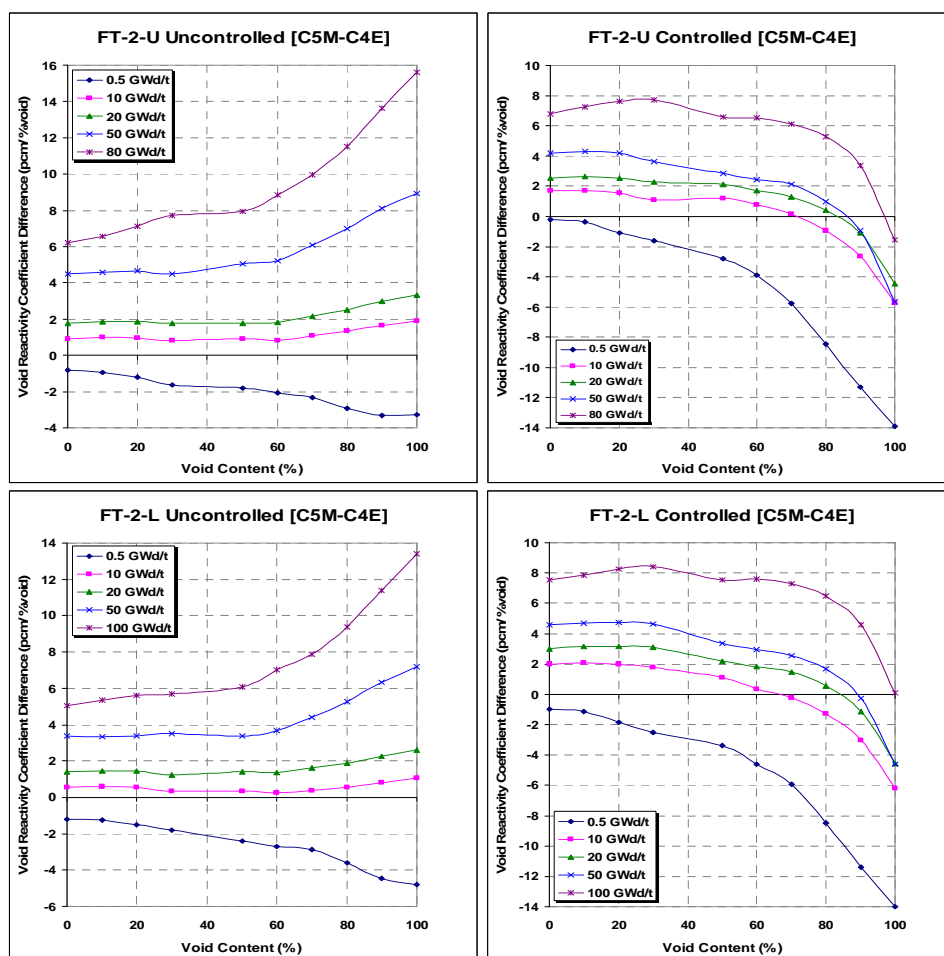 FT-2-U Uncontrolled [C5M-C4E]
Void Reactivity Coefficient Difference (pcm/%void)
16
14
12
10
8
6
4
2
0
-2
-4
0.5 GWd/t
10 GWd/t
20 GWd/t
50 GWd/t
80 GWd/t
0 20 40 60 80 100
Void Content (%)
FT-2-U Controlled [C5M-C4E]
Void Reactivity Coefficient Difference (pcm/%void)
10
8
6
4
2
0
-2
-4
-6
-8
-10
-12
-14
0.5 GWd/t
10 GWd/t
20 GWd/t
50 GWd/t
80 GWd/t
0 20 40 60 80 100
Void Content (%)
FT-2-L Uncontrolled [C5M-C4E]
Void Reactivity Coefficient Difference (pcm/%void)
14
12
10
8
6
4
2
0
-2
-4
-6
0.5 GWd/t
10 GWd/t
20 GWd/t
50 GWd/t
100 GWd/t
0 20 40 60 80 100
Void Content (%)
FT-2-L Controlled [C5M-C4E]
Void Reactivity Coefficient Difference (pcm/%void)
10
8
6
4
2
0
-2
-4
-6
-8
-10
-12
-14
0.5 GWd/t
10 GWd/t
20 GWd/t
50 GWd/t
100 GWd/t
0 20 40 60 80 100
Void Content (%)